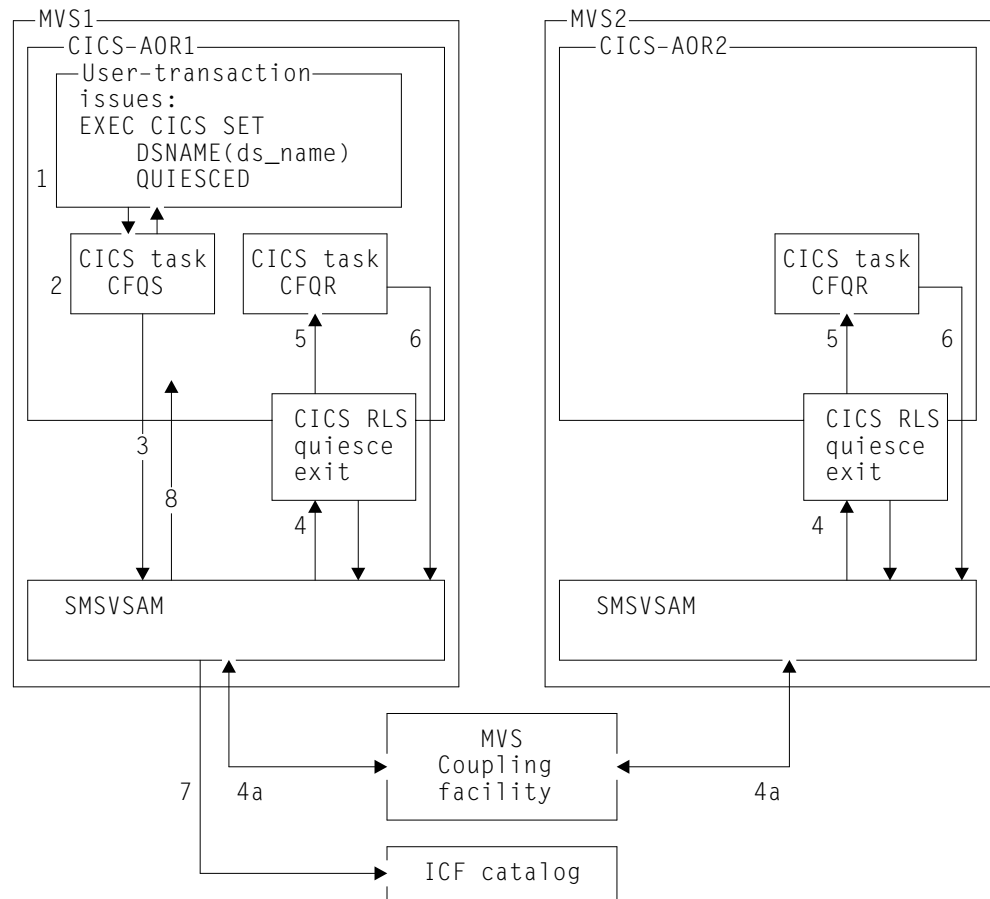 MVS1
MVS2
CICS-AOR1
CICS-AOR2
User-transaction
issues:
EXEC CICS SET
DSNAME(ds_name)
QUIESCED
1
CICS task
CFQS
2
CICS task
CFQR
CICS task
CFQR
5
6
5
6
3
8
CICS RLS
quiesce
exit
4
CICS RLS
quiesce
exit
4
SMSVSAM
SMSVSAM
MVS
Coupling
facility
7
4a
4a
ICF catalog